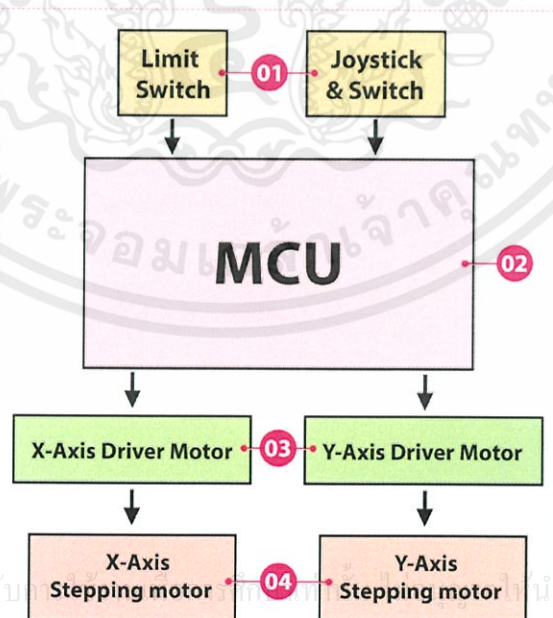 Limit
Switch
01
Joystick
& Switch
MCU
02
X-Axis Driver Motor
03
Y-Axis Driver Motor
X-Axis
Stepping motor
04
Y-Axis
Stepping motor